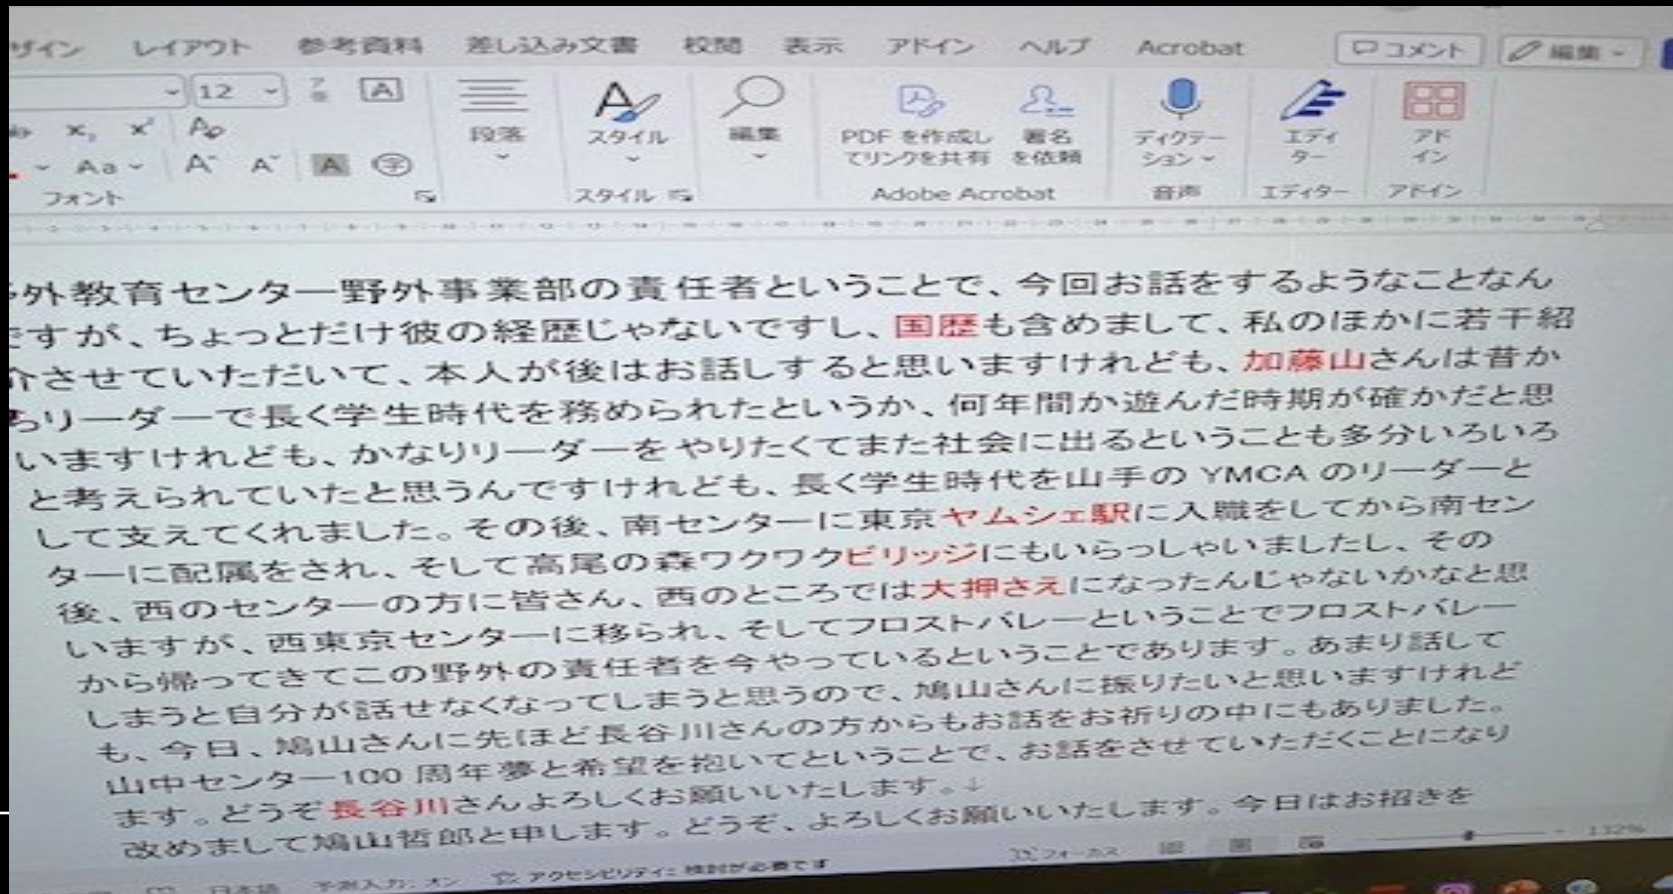 ザイン レイアウト 参考資料 差し込み文書 校閲 表示 アドイン ヘルプ Acrobat コメント 編集
12
段落 スタイル 編集 PDF を作成し 署名 ディクテー エディ アド
てリンクを共有 を依頼 ション ター イン
フォント スタイル Adobe Acrobat 音声 エディター アドイン
外教育センター野外事業部の責任者ということで、今回お話をするようなことなん
ですが、ちょっとだけ彼の経歴じゃないですし、国歴も含めまして、私のほかに若干紹
介させていただいて、本人が後はお話しすると思いますけれども、加藤山さんは昔か
らリーダーで長く学生時代を務められたというか、何年間か遊んだ時期が確かだと思
いますけれども、かなりリーダーをやりたくてまた社会に出るということも多分いろいろ
と考えられていたと思うんですけれども、長く学生時代を山手の YMCA のリーダーと
して支えてくれました。その後、南センターに東京ヤムシェ駅に入職をしてから南セン
ターに配属をされ、そして高尾の森ワクワクビリッジにもいらっしゃいましたし、その
後、西のセンターの方に皆さん、西のところでは大押さえになったんじゃないかなと思
いますが、西東京センターに移られ、そしてフロストバレーということでフロストバレー
から帰ってきてこの野外の責任者を今やっているということであります。あまり話して
しまうと自分が話せなくなってしまうと思うので、鳩山さんに振りたいと思いますけれど
も、今日、鳩山さんに先ほど長谷川さんの方からもお話をお祈りの中にもありました。
山中センター100 周年夢と希望を抱いてということで、お話をさせていただくことになり
ます。どうぞ長谷川さんよろしくお願いいたします。↓
改めまして鳩山哲郎と申します。どうぞ、よろしくお願いいたします。今日はお招きを
日本語 予測入力: オン アクセシビリティ: 検討が必要です フォーカス 132%